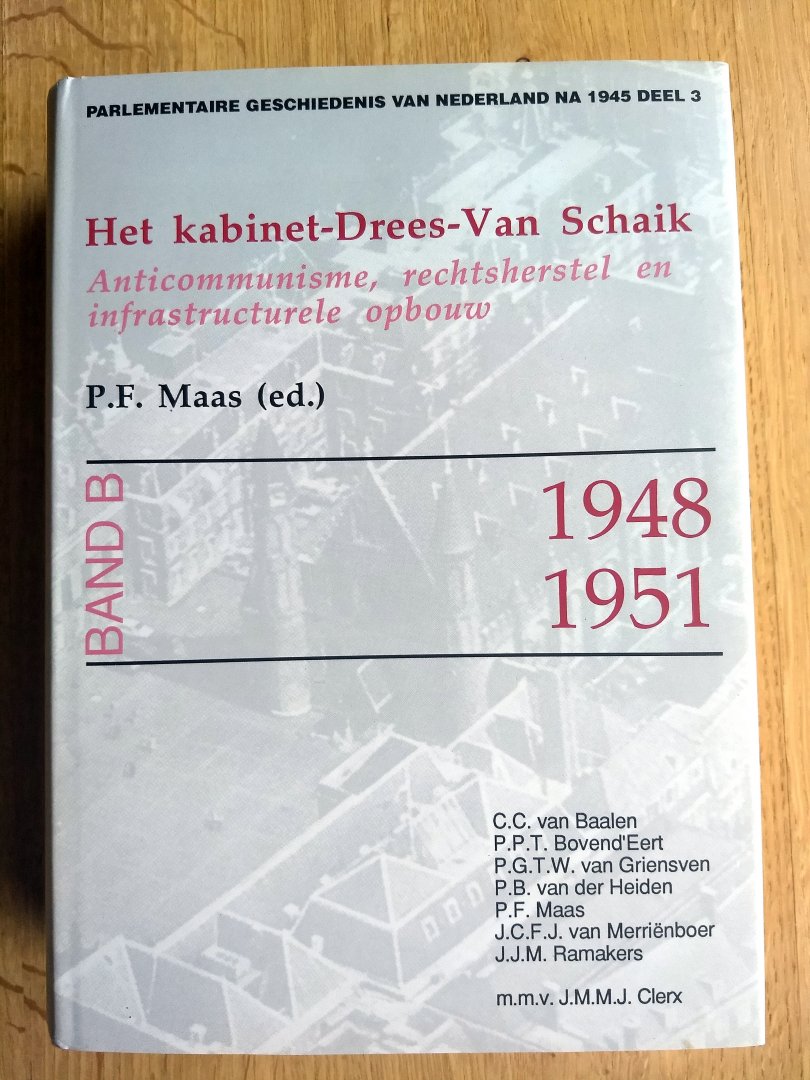 PARLEMENTAIRE GESCHIEDENIS VAN NEDERLAND NA 1945 DEEL 3
Het kabinet-Drees-Van Schaik
Anticommunisme, rechtsherstel en
infrastructurele opbouw
P.F. Maas (ed.)
BAND B
1948
1951
C.C. van Baalen
P.P.T. Bovend'Eert
P.G.T.W. van Griensven
P.B. van der Heiden
P.F. Maas
J.C.F.J. van Merriënboer
J.J.M. Ramakers
m.m.v. J.M.M.J. Clerx